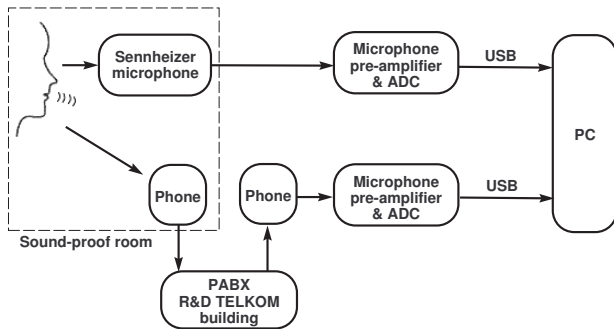 Sennheizer
microphone
Microphone
pre-amplifier
& ADC
USB
PC
Phone
Phone
Microphone
pre-amplifier
& ADC
USB
Sound-proof room
PABX
R&D TELKOM
building